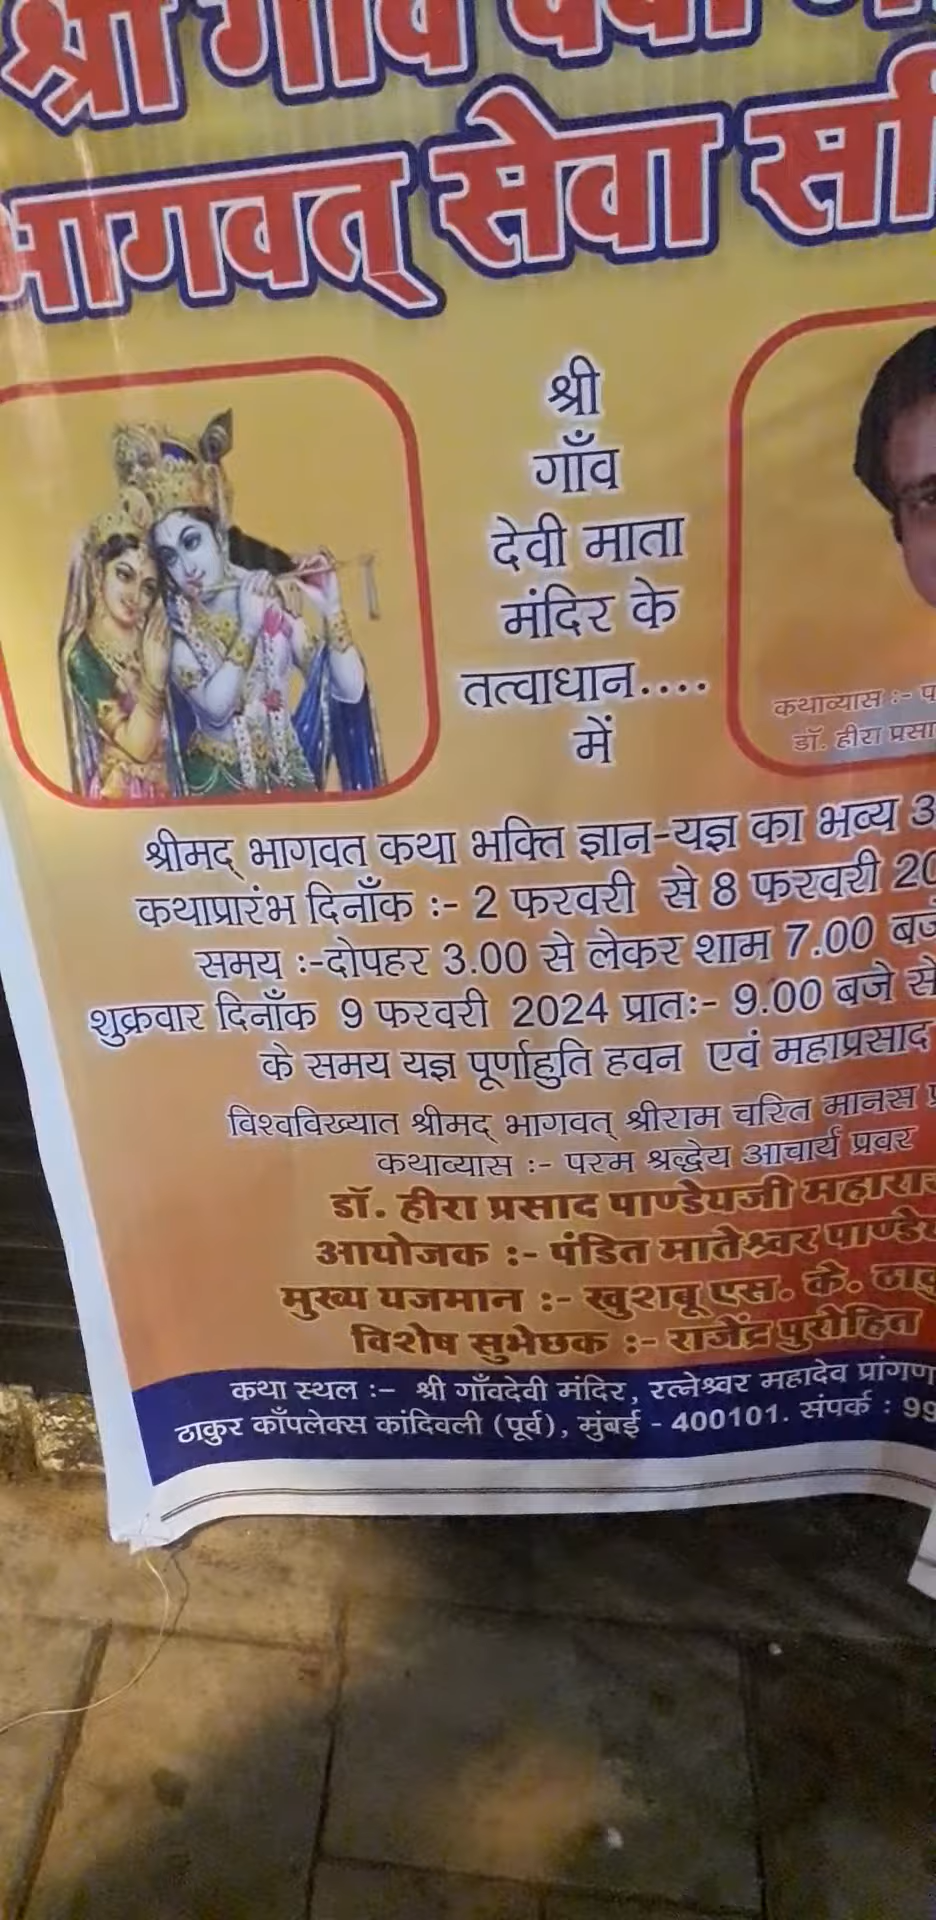 श्री गाँव देवी
भागवत् सेवा
श्री
गाँव
देवी माता
मंदिर के
तत्वाधान....
में
कथाव्यास :-
डॉ. हीरा
श्रीमद् भागवत कथा भक्ति ज्ञान-यज्ञ का भव्य
कथाप्रारंभ दिनाँक :- 2 फरवरी से 8 फरवरी
समय :-दोपहर 3.00 से लेकर शाम 7.00
शुक्रवार दिनाँक 9 फरवरी 2024 प्रातः- 9.00 बजे से
के समय यज्ञ पूर्णाहुति हवन एवं महाप्रसाद
विश्वविख्यात श्रीमद् भागवत् श्रीराम चरित मानस
कथाव्यास :- परम श्रद्धेय आचार्य प्रवर
डॉ. हीरा प्रसाद पाण्डेयजी
आयोजक :- पंडित मातेश्वर
मुख्य यजमान :- खुशबू एस. के.
विशेष सुभेछक :- राजेंद्र पुरोहित
कथा स्थल :- श्री गाँवदेवी मंदिर, रत्नेश्वर महादेव प्रांगण
ठाकुर काँपलेक्स कांदिवली (पूर्व), मुंबई - 400101. संपर्क :